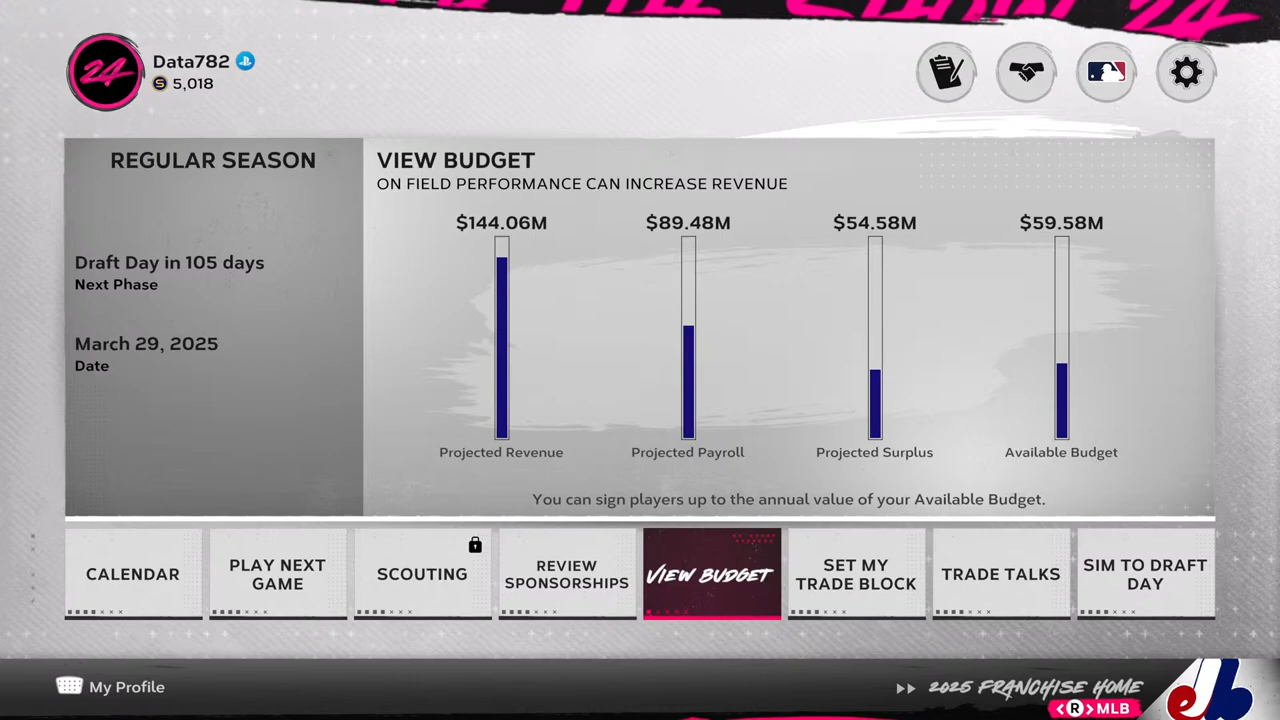 THE SHOW 24
24
Data782
S 5,018
REGULAR SEASON
Draft Day in 105 days
Next Phase
March 29, 2025
Date
VIEW BUDGET
ON FIELD PERFORMANCE CAN INCREASE REVENUE
$144.06M
$89.48M
$54.58M
$59.58M
Projected Revenue
Projected Payroll
Projected Surplus
Available Budget
You can sign players up to the annual value of your Available Budget.
CALENDAR
PLAY NEXT
GAME
SCOUTING
REVIEW
SPONSORSHIPS
VIEW BUDGET
SET MY
TRADE BLOCK
TRADE TALKS
SIM TO DRAFT
DAY
My Profile
2025 FRANCHISE HOME
R MLB